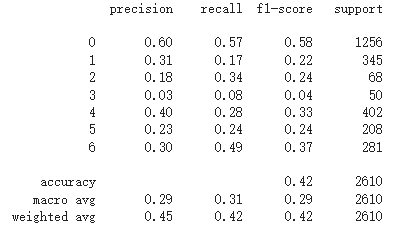 precision recall f1-score support
0 0.60 0.57 0.58 1256
1 0.31 0.17 0.22 345
2 0.18 0.34 0.24 68
3 0.03 0.08 0.04 50
4 0.40 0.28 0.33 402
5 0.23 0.24 0.24 208
6 0.30 0.49 0.37 281
accuracy 0.42 2610
macro avg 0.29 0.31 0.29 2610
weighted avg 0.45 0.42 0.42 2610